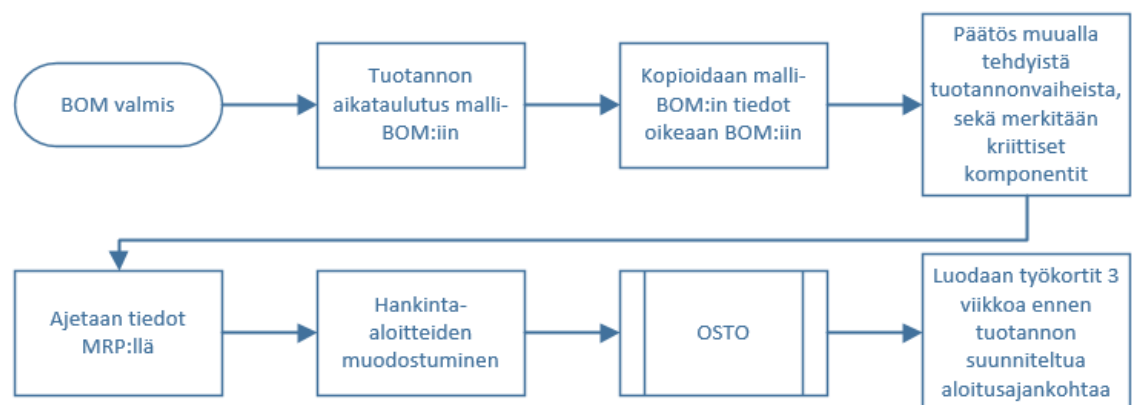 BOM valmis
Tuotannon
aikataulutus malli-
BOM:iin
Kopioidaan malli-
BOM:in tiedot
oikeaan BOM:iin
Päätös muualla
tehdyistä
tuotannonvaiheista,
sekä merkitään
kriittiset
komponentit
Ajetaan tiedot
MRP:llä
Hankinta-
aloitteiden
muodostuminen
OSTO
Luodaan työkortit 3
viikkoa ennen
tuotannon
suunniteltua
aloitusajankohtaa